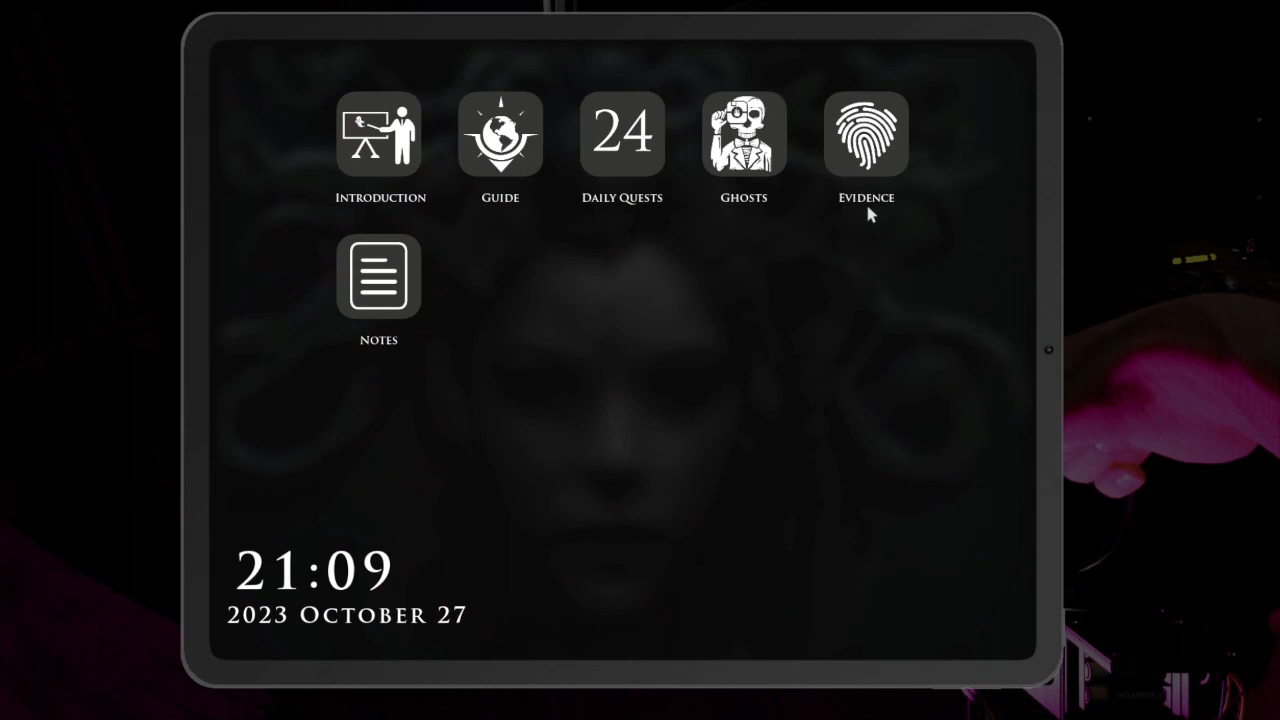 24
Introduction
Guide
Daily Quests
Ghosts
Evidence
Notes
21:09
2023 October 27